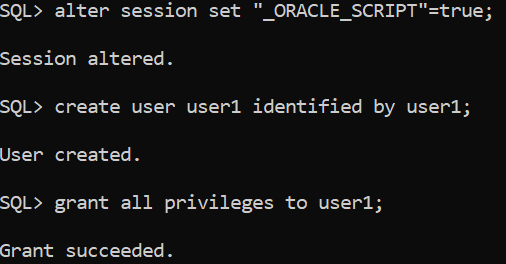 SQL> alter session set "_ORACLE_SCRIPT"=true;
Session altered.
SQL> create user user1 identified by user1;
User created.
SQL> grant all privileges to user1;
Grant succeeded.